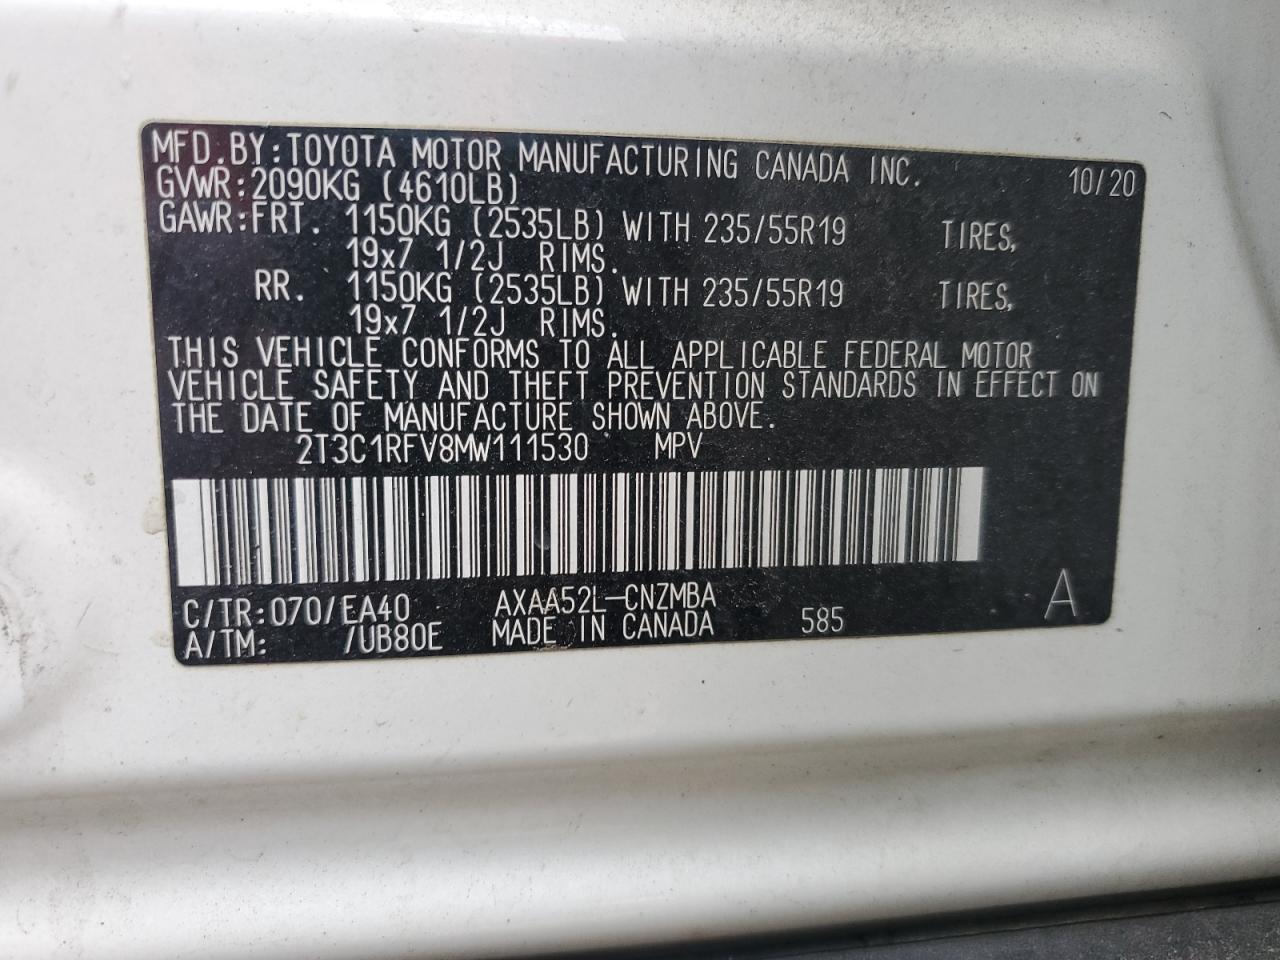 MFD.BY:TOYOTA MOTOR MANUFACTURING CANADA INC. 10/20
GVWR:2090KG (4610LB)
GAWR:FRT. 1150KG (2535LB) WITH 235/55R19 TIRES,
19x7 1/2J RIMS.
RR. 1150KG (2535LB) WITH 235/55R19 TIRES,
19x7 1/2J RIMS.
THIS VEHICLE CONFORMS TO ALL APPLICABLE FEDERAL MOTOR
VEHICLE SAFETY AND THEFT PREVENTION STANDARDS IN EFFECT ON
THE DATE OF MANUFACTURE SHOWN ABOVE.
2T3C1RFV8MW111530 MPV
C/TR:070/EA40 AXAA52L-CNZMBA 585 A
A/TM: /UB80E MADE IN CANADA